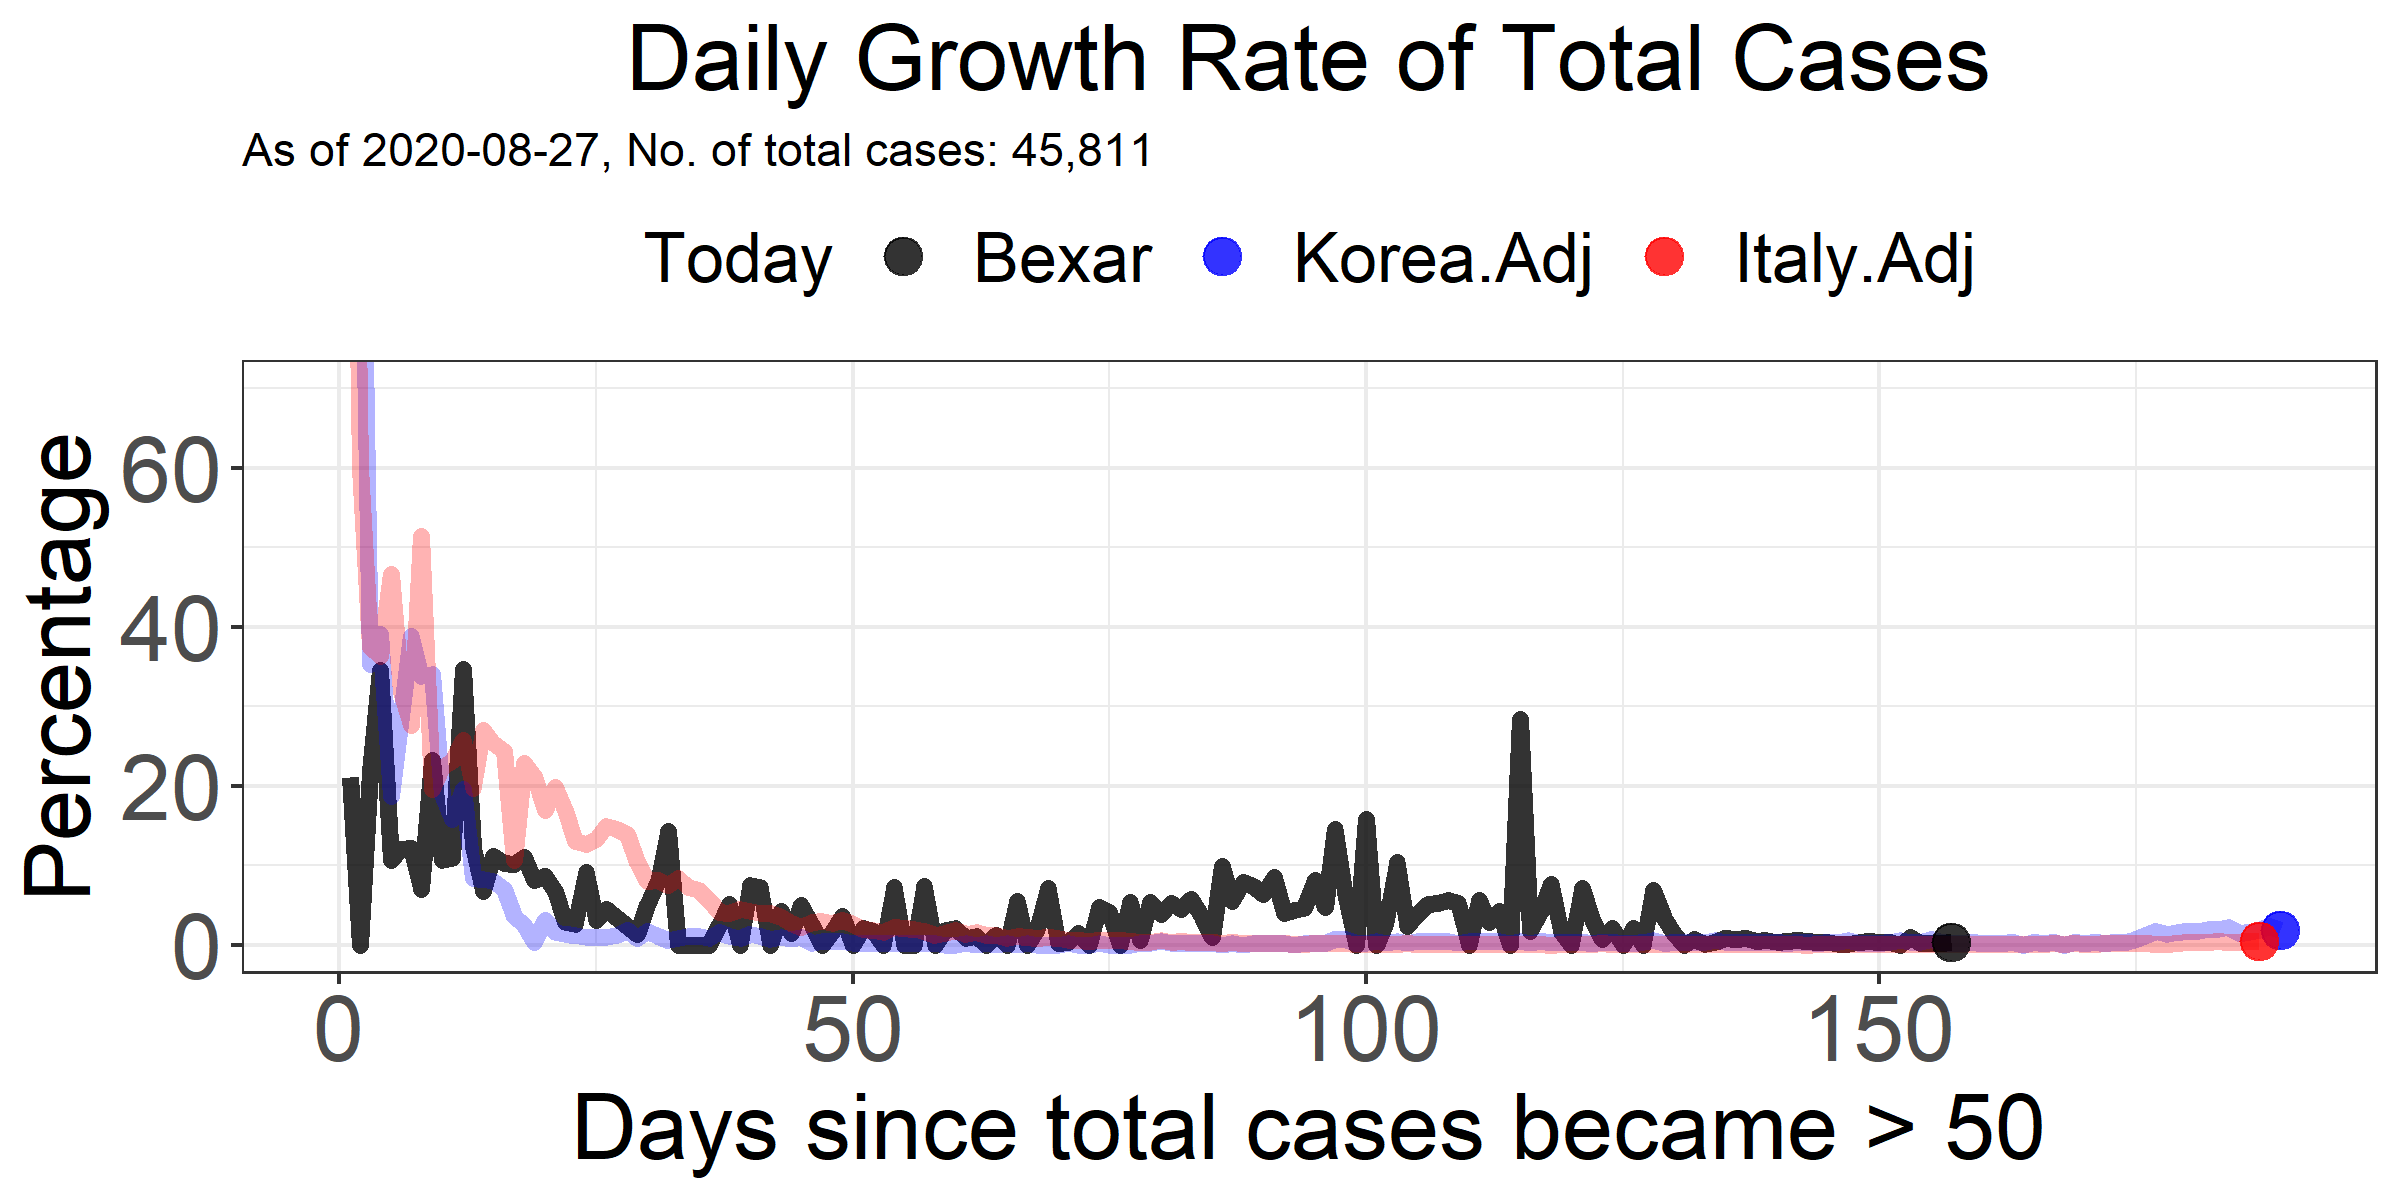 Daily Growth Rate of Total Cases
As of 2020-08-27, No. of total cases: 45,811
Today Bexar Korea.Adj Italy.Adj
Percentage
60
40
20
0
0 50 100 150
Days since total cases became > 50